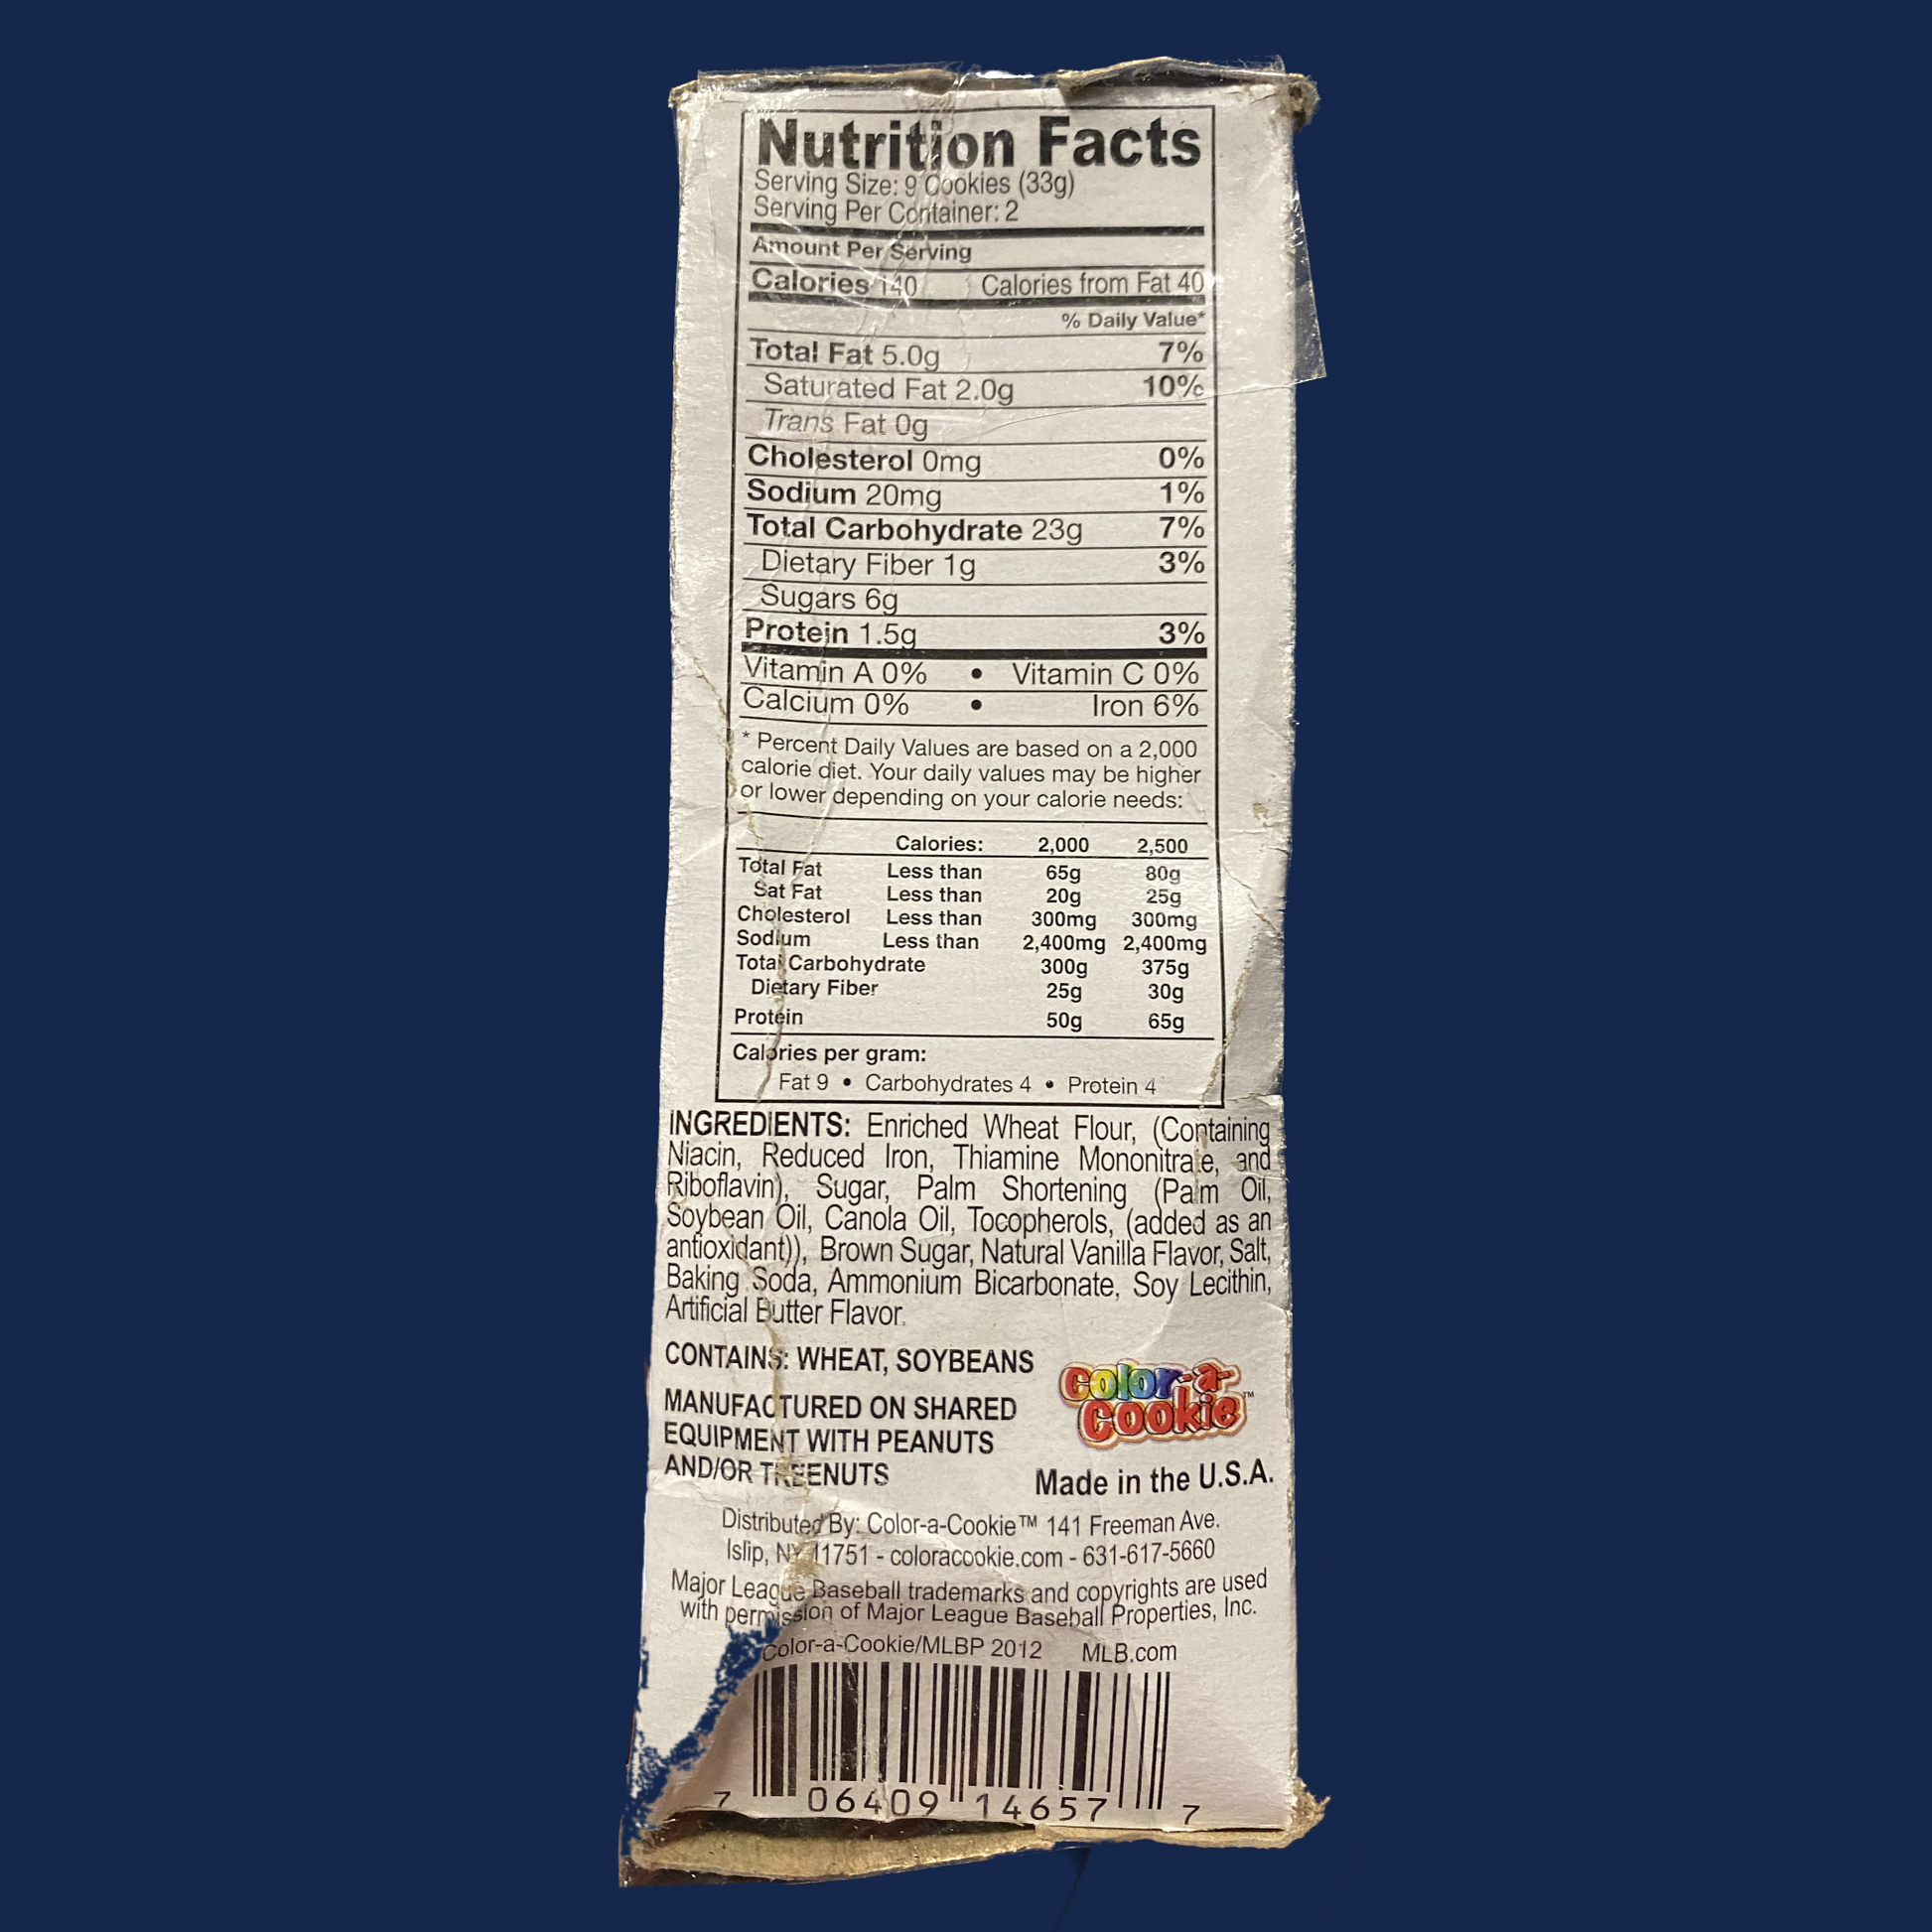 Nutrition Facts
Serving Size: 9 Cookies (33g)
Serving Per Container: 2
Amount Per Serving
Calories 140 Calories from Fat 40
% Daily Value*
Total Fat 5.0g 7%
Saturated Fat 2.0g 10%
Trans Fat 0g
Cholesterol 0mg 0%
Sodium 20mg 1%
Total Carbohydrate 23g 7%
Dietary Fiber 1g 3%
Sugars 6g
Protein 1.5g 3%
Vitamin A 0% • Vitamin C 0%
Calcium 0% • Iron 6%
* Percent Daily Values are based on a 2,000
calorie diet. Your daily values may be higher
or lower depending on your calorie needs:
Calories: 2,000 2,500
Total Fat Less than 65g 80g
Sat Fat Less than 20g 25g
Cholesterol Less than 300mg 300mg
Sodium Less than 2,400mg 2,400mg
Total Carbohydrate 300g 375g
Dietary Fiber 25g 30g
Protein 50g 65g
Calories per gram:
Fat 9 • Carbohydrates 4 • Protein 4
INGREDIENTS: Enriched Wheat Flour, (Containing
Niacin, Reduced Iron, Thiamine Mononitrate, and
Riboflavin), Sugar, Palm Shortening (Palm Oil,
Soybean Oil, Canola Oil, Tocopherols, (added as an
antioxidant)), Brown Sugar, Natural Vanilla Flavor, Salt,
Baking Soda, Ammonium Bicarbonate, Soy Lecithin,
Artificial Butter Flavor.
CONTAINS: WHEAT, SOYBEANS
MANUFACTURED ON SHARED
EQUIPMENT WITH PEANUTS
AND/OR TREENUTS
Color-a-
Cookie™
Made in the U.S.A.
Distributed By: Color-a-Cookie™ 141 Freeman Ave.
Islip, NY 11751 - coloracookie.com - 631-617-5660
Major League Baseball trademarks and copyrights are used
with permission of Major League Baseball Properties, Inc.
Color-a-Cookie/MLBP 2012 MLB.com
7 06409 14657 7